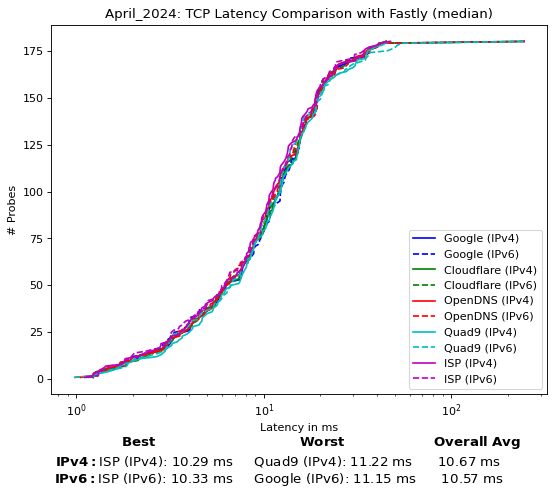 April_2024: TCP Latency Comparison with Fastly (median)
# Probes
175
150
125
100
75
50
25
0
Google (IPv4)
Google (IPv6)
Cloudflare (IPv4)
Cloudflare (IPv6)
OpenDNS (IPv4)
OpenDNS (IPv6)
Quad9 (IPv4)
Quad9 (IPv6)
ISP (IPv4)
ISP (IPv6)
10⁰ 10¹ 10²
Latency in ms
Best Worst Overall Avg
IPv4: ISP (IPv4): 10.29 ms Quad9 (IPv4): 11.22 ms 10.67 ms
IPv6: ISP (IPv6): 10.33 ms Google (IPv6): 11.15 ms 10.57 ms